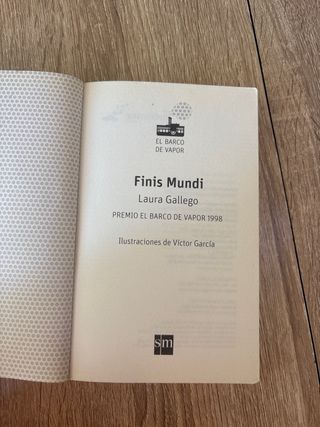 EL BARCO
DE VAPOR
Finis Mundi
Laura Gallego
PREMIO EL BARCO DE VAPOR 1998
Ilustraciones de Víctor García
sm